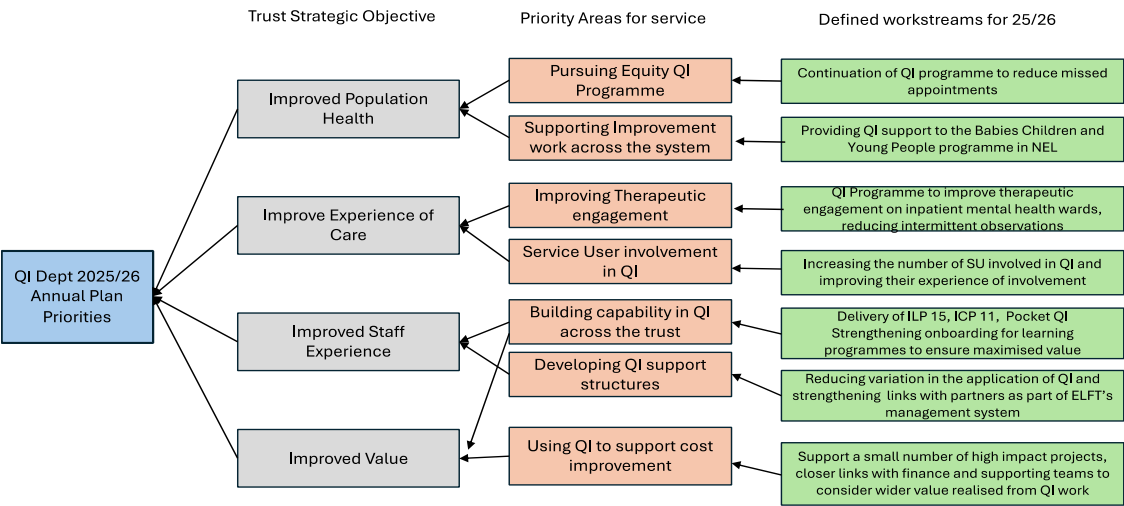 Trust Strategic Objective
Priority Areas for service
Defined workstreams for 25/26
QI Dept 2025/26
Annual Plan
Priorities
Improved Population
Health
Improve Experience of
Care
Improved Staff
Experience
Improved Value
Pursuing Equity QI
Programme
Supporting Improvement
work across the system
Improving Therapeutic
engagement
Service User involvement
in QI
Building capability in QI
across the trust
Developing QI support
structures
Using QI to support cost
improvement
Continuation of QI programme to reduce missed
appointments
Providing QI support to the Babies Children and
Young People programme in NEL
QI Programme to improve therapeutic
engagement on inpatient mental health wards,
reducing intermittent observations
Increasing the number of SU involved in QI and
improving their experience of involvement
Delivery of ILP 15, ICP 11, Pocket QI
Strengthening onboarding for learning
programmes to ensure maximised value
Reducing variation in the application of QI and
strengthening links with partners as part of ELFT’s
management system
Support a small number of high impact projects,
closer links with finance and supporting teams to
consider wider value realised from QI work